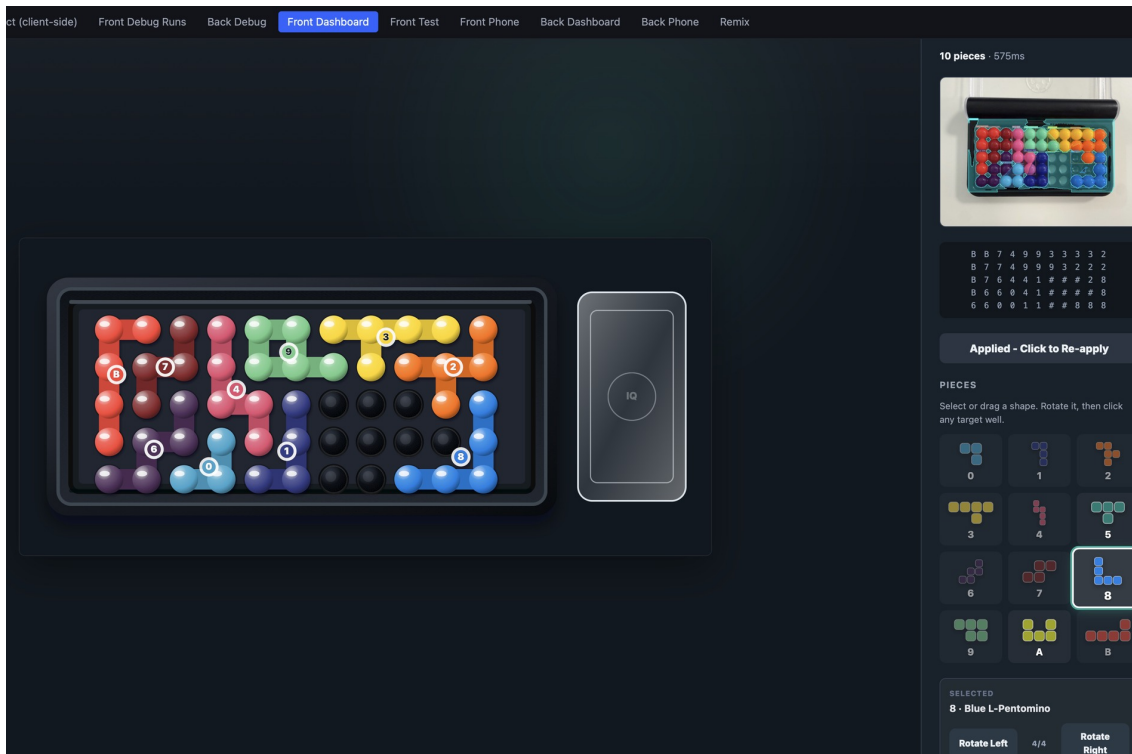 ct (client-side) Front Debug Runs Back Debug Front Dashboard Front Test Front Phone Back Dashboard Back Phone Remix
10 pieces · 575ms
B B 7 4 9 9 3 3 3 3 2
B 7 7 4 9 9 9 3 2 2 2
B 7 6 4 4 1 # # # 2 8
B 6 6 0 4 1 # # # # 8
6 6 0 0 1 1 # # 8 8 8
Applied - Click to Re-apply
PIECES
Select or drag a shape. Rotate it, then click
any target well.
0 1 2
3 4 5
6 7 8
9 A B
SELECTED
8 · Blue L-Pentomino
Rotate Left 4/4 Rotate
Right
3
9
B 7 2
4
6 1 8
0
IQ